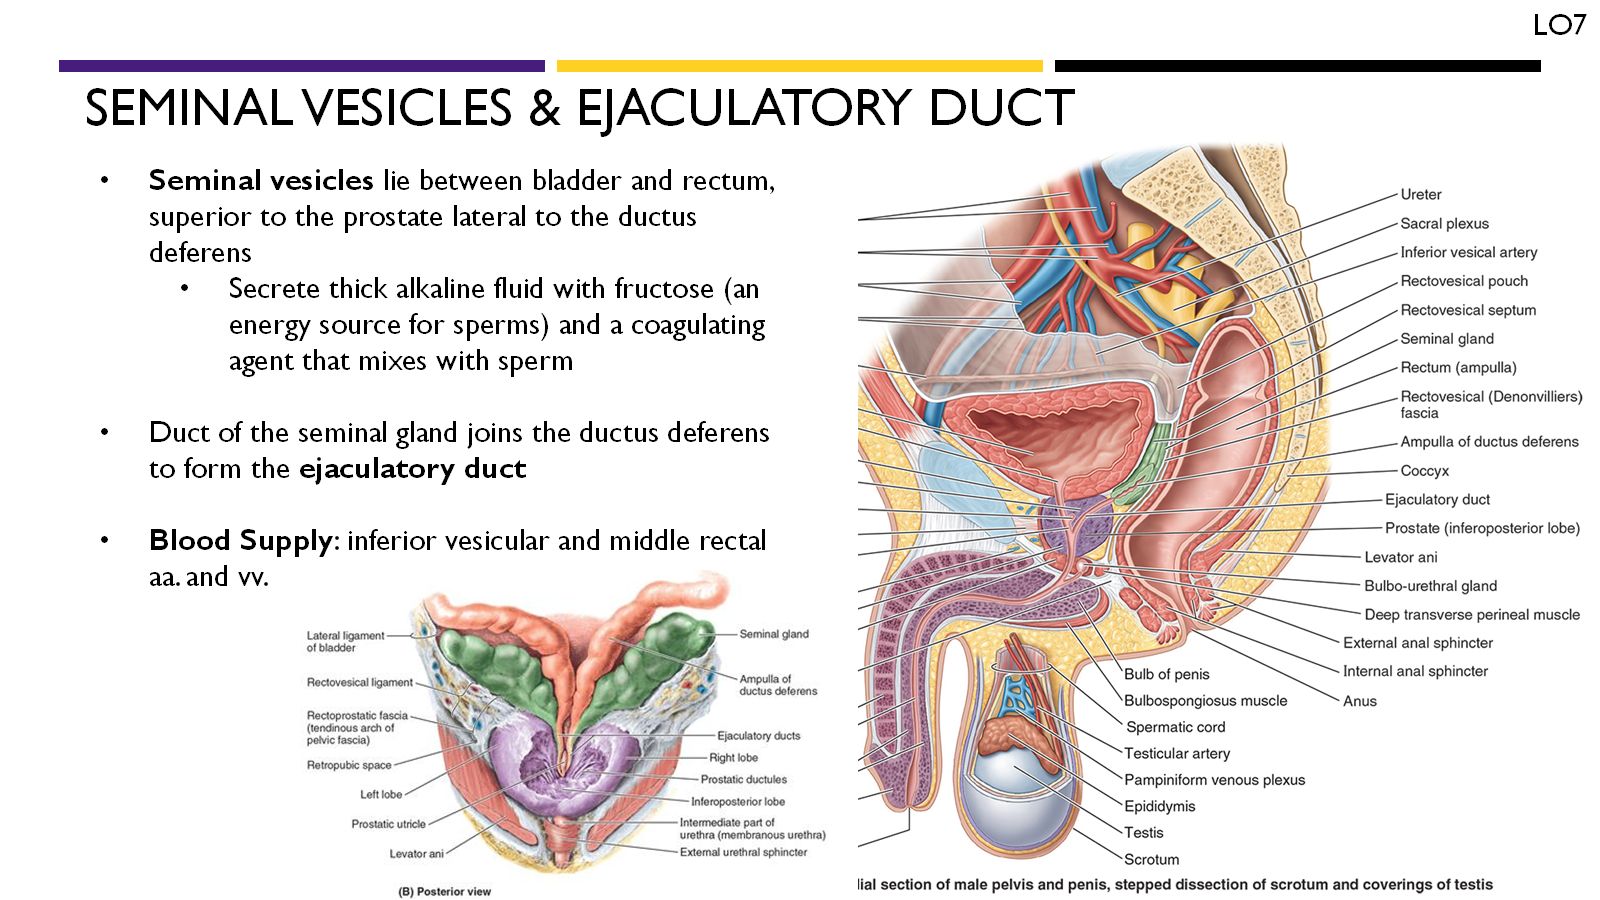 LO7
SEMINAL VESICLES & EJACULATORY DUCT
• Seminal vesicles lie between bladder and rectum,
superior to the prostate lateral to the ductus
deferens
• Secrete thick alkaline fluid with fructose (an
energy source for sperms) and a coagulating
agent that mixes with sperm
• Duct of the seminal gland joins the ductus deferens
to form the ejaculatory duct
• Blood Supply: inferior vesicular and middle rectal
aa. and vv.
Lateral ligament
of bladder
Rectovesical ligament
Rectoprostatic fascia
(tendinous arch of
pelvic fascia)
Retropubic space
Left lobe
Prostatic utricle
Levator ani
Seminal gland
Ampulla of
ductus deferens
Ejaculatory ducts
Right lobe
Prostatic ductules
Inferoposterior lobe
Intermediate part of
urethra (membranous urethra)
External urethral sphincter
(B) Posterior view
Ureter
Sacral plexus
Inferior vesical artery
Rectovesical pouch
Rectovesical septum
Seminal gland
Rectum (ampulla)
Rectovesical (Denonvilliers)
fascia
Ampulla of ductus deferens
Coccyx
Ejaculatory duct
Prostate (inferoposterior lobe)
Levator ani
Bulbo-urethral gland
Deep transverse perineal muscle
External anal sphincter
Internal anal sphincter
Anus
Bulb of penis
Bulbospongiosus muscle
Spermatic cord
Testicular artery
Pampiniform venous plexus
Epididymis
Testis
Scrotum
section of male pelvis and penis, stepped dissection of scrotum and coverings of testis